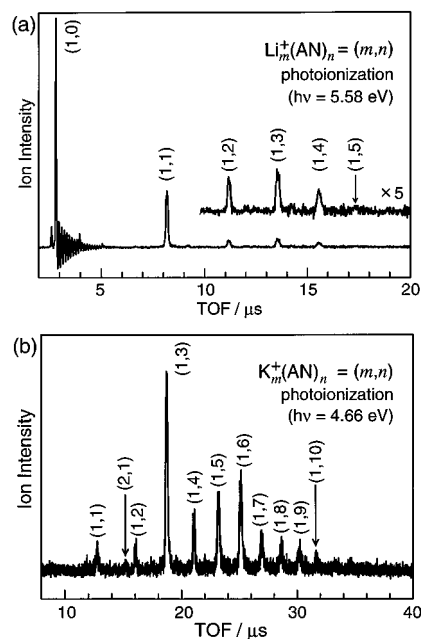 (a)
Li⁺ₘ(AN)ₙ = (m,n)
photoionization
(hν = 5.58 eV)
(1,0)
(1,1)
(1,2)
(1,3)
(1,4)
(1,5)
×5
Ion Intensity
5 10 15 20
TOF / μs
(b)
K⁺ₘ(AN)ₙ = (m,n)
photoionization
(hν = 4.66 eV)
(1,1)
(2,1)
(1,2)
(1,3)
(1,4)
(1,5)
(1,6)
(1,7)
(1,8)
(1,9)
(1,10)
Ion Intensity
10 20 30 40
TOF / μs